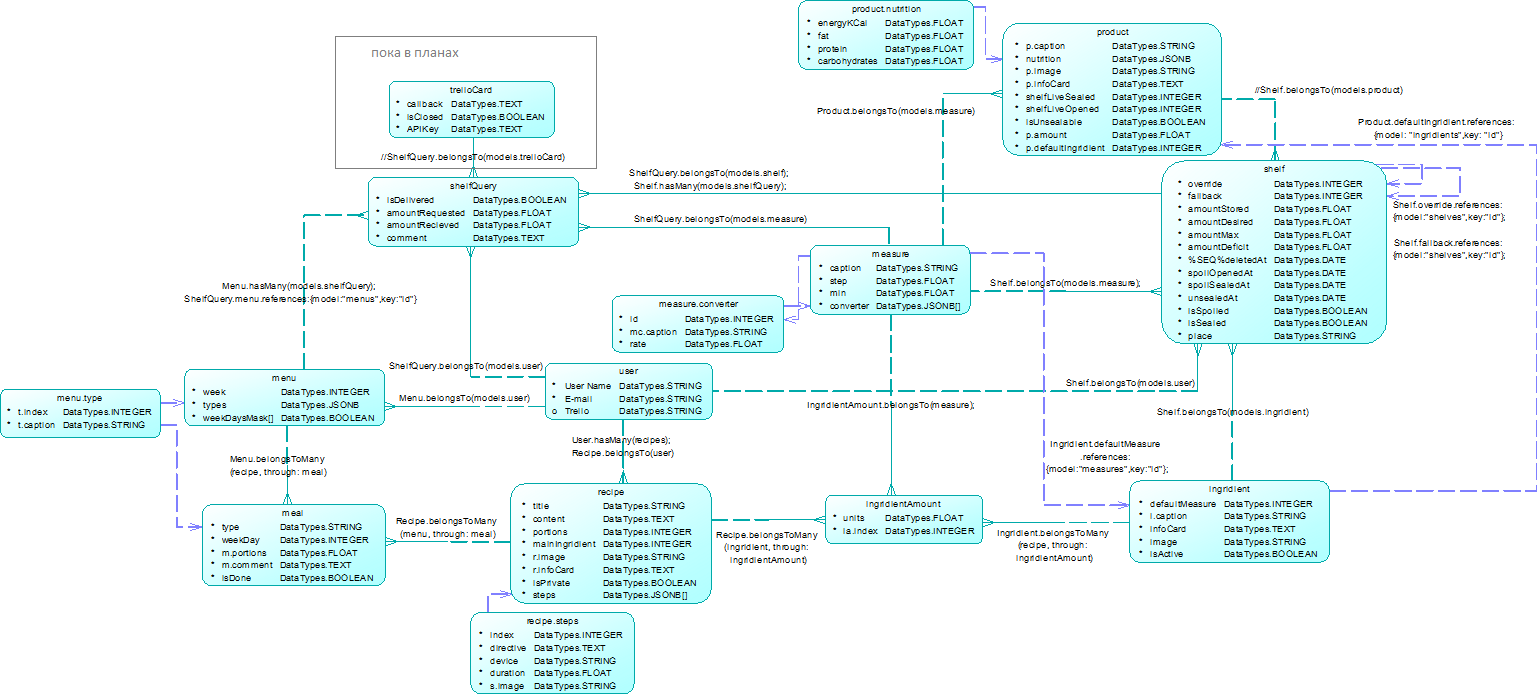 product.nutrition
* energyKCal DataTypes.FLOAT
* fat DataTypes.FLOAT
* protein DataTypes.FLOAT
* carbohydrates DataTypes.FLOAT
product
* p.caption DataTypes.STRING
* nutrition DataTypes.JSONB
* p.image DataTypes.STRING
* p.infoCard DataTypes.TEXT
* shelfLiveSealed DataTypes.INTEGER
* shelfLiveOpened DataTypes.INTEGER
* isUnsealable DataTypes.BOOLEAN
* p.amount DataTypes.FLOAT
* p.defaultIngridient DataTypes.INTEGER
пока в планах
trelloCard
* callback DataTypes.TEXT
* isClosed DataTypes.BOOLEAN
* APIKey DataTypes.TEXT
//ShelfQuery.belongsTo(models.trelloCard)
Product.belongsTo(models.measure)
//Shelf.belongsTo(models.product)
Product.defaultIngridient.references:
{model: "ingridients",key: "id"}
shelfQuery
* isDelivered DataTypes.BOOLEAN
* amountRequested DataTypes.FLOAT
* amountRecieved DataTypes.FLOAT
* comment DataTypes.TEXT
ShelfQuery.belongsTo(models.shelf);
Shelf.hasMany(models.shelfQuery);
ShelfQuery.belongsTo(models.measure)
shelf
* override DataTypes.INTEGER
* fallback DataTypes.INTEGER
* amountStored DataTypes.FLOAT
* amountDesired DataTypes.FLOAT
* amountMax DataTypes.FLOAT
* amountDeficit DataTypes.FLOAT
* %SEQ%deletedAt DataTypes.DATE
* spoilOpenedAt DataTypes.DATE
* spoilSealedAt DataTypes.DATE
* unsealedAt DataTypes.DATE
* isSpoiled DataTypes.BOOLEAN
* isSealed DataTypes.BOOLEAN
* place DataTypes.STRING
Shelf.override.references:
{model:"shelves",key:"id"};
Shelf.fallback.references:
{model:"shelves",key:"id"};
measure
* caption DataTypes.STRING
* step DataTypes.FLOAT
* min DataTypes.FLOAT
* converter DataTypes.JSONB[]
Shelf.belongsTo(models.measure);
Menu.hasMany(models.shelfQuery);
ShelfQuery.menu.references:{model:"menus",key:"id"}
measure.converter
* id DataTypes.INTEGER
* mc.caption DataTypes.STRING
* rate DataTypes.FLOAT
ShelfQuery.belongsTo(models.user)
menu
* week DataTypes.INTEGER
* types DataTypes.JSONB
* weekDaysMask[] DataTypes.BOOLEAN
user
* User Name DataTypes.STRING
* E-mail DataTypes.STRING
o Trello DataTypes.STRING
Menu.belongsTo(models.user)
Shelf.belongsTo(models.user)
menu.type
* t.index DataTypes.INTEGER
* t.caption DataTypes.STRING
IngridientAmount.belongsTo(measure);
Shelf.belongsTo(models.ingridient)
Menu.belongsToMany
(recipe, through: meal)
User.hasMany(recipes);
Recipe.belongsTo(user)
Ingridient.defaultMeasure
.references:
{model:"measures",key:"id"};
meal
* type DataTypes.STRING
* weekDay DataTypes.INTEGER
* m.portions DataTypes.FLOAT
* m.comment DataTypes.TEXT
* isDone DataTypes.BOOLEAN
Recipe.belongsToMany
(menu, through: meal)
recipe
* title DataTypes.STRING
* content DataTypes.TEXT
* portions DataTypes.INTEGER
* mainIngridient DataTypes.INTEGER
* r.image DataTypes.STRING
* r.infoCard DataTypes.TEXT
* isPrivate DataTypes.BOOLEAN
* steps DataTypes.JSONB[]
Recipe.belongsToMany
(ingridient, through:
ingridientAmount)
ingridientAmount
* units DataTypes.FLOAT
* ia.index DataTypes.INTEGER
Ingridient.belongsToMany
(recipe, through:
ingridientAmount)
ingridient
* defaultMeasure DataTypes.INTEGER
* i.caption DataTypes.STRING
* infoCard DataTypes.TEXT
* image DataTypes.STRING
* isActive DataTypes.BOOLEAN
recipe.steps
* index DataTypes.INTEGER
* directive DataTypes.TEXT
* device DataTypes.STRING
* duration DataTypes.FLOAT
* s.image DataTypes.STRING